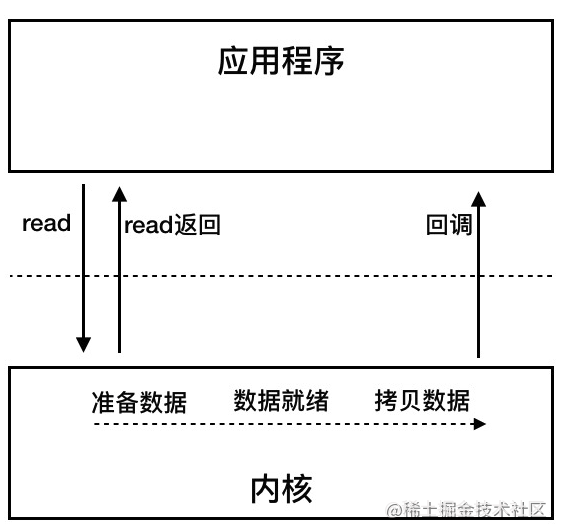 应用程序
read
read返回
回调
准备数据
数据就绪
拷贝数据
内核
@稀土掘金技术社区